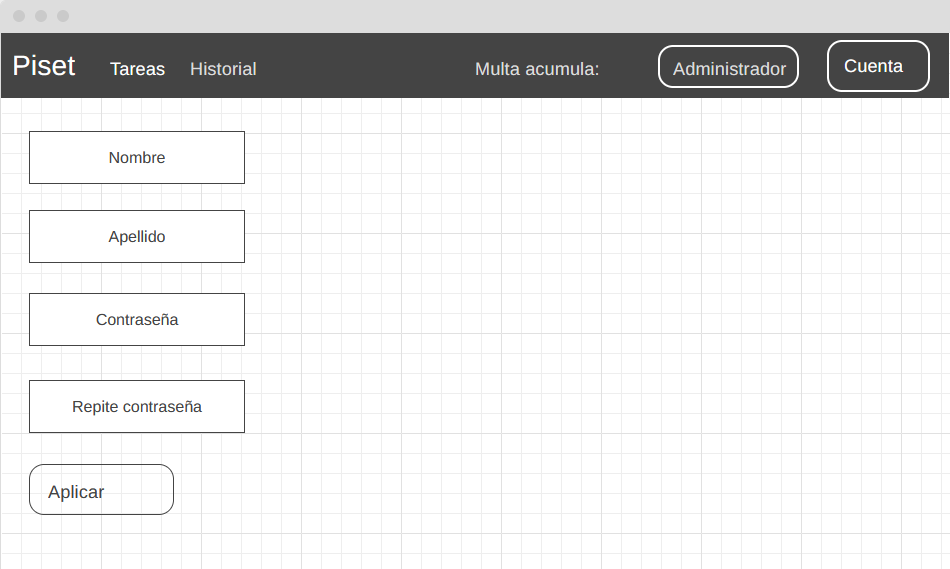 Piset Tareas Historial Multa acumula: Administrador Cuenta
Nombre
Apellido
Contraseña
Repite contraseña
Aplicar